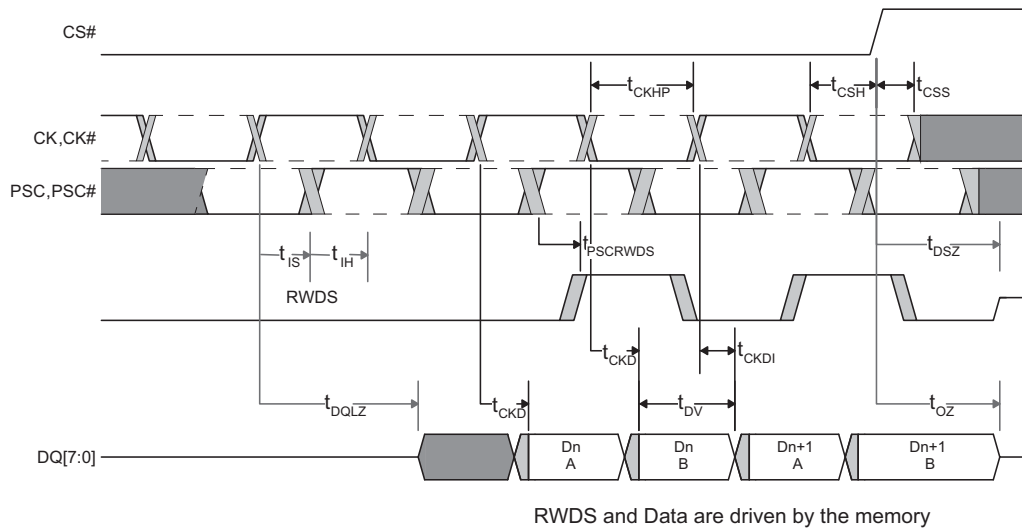 CS#
tCKHP
tCSH
tCSS
CK,CK#
PSC,PSC#
tPSCRWDS
tDSZ
tIS
tIH
RWDS
tCKD
tCKDI
tDQLZ
tCKD
tDV
tOZ
DQ[7:0]
Dn
A
Dn
B
Dn+1
A
Dn+1
B
RWDS and Data are driven by the memory